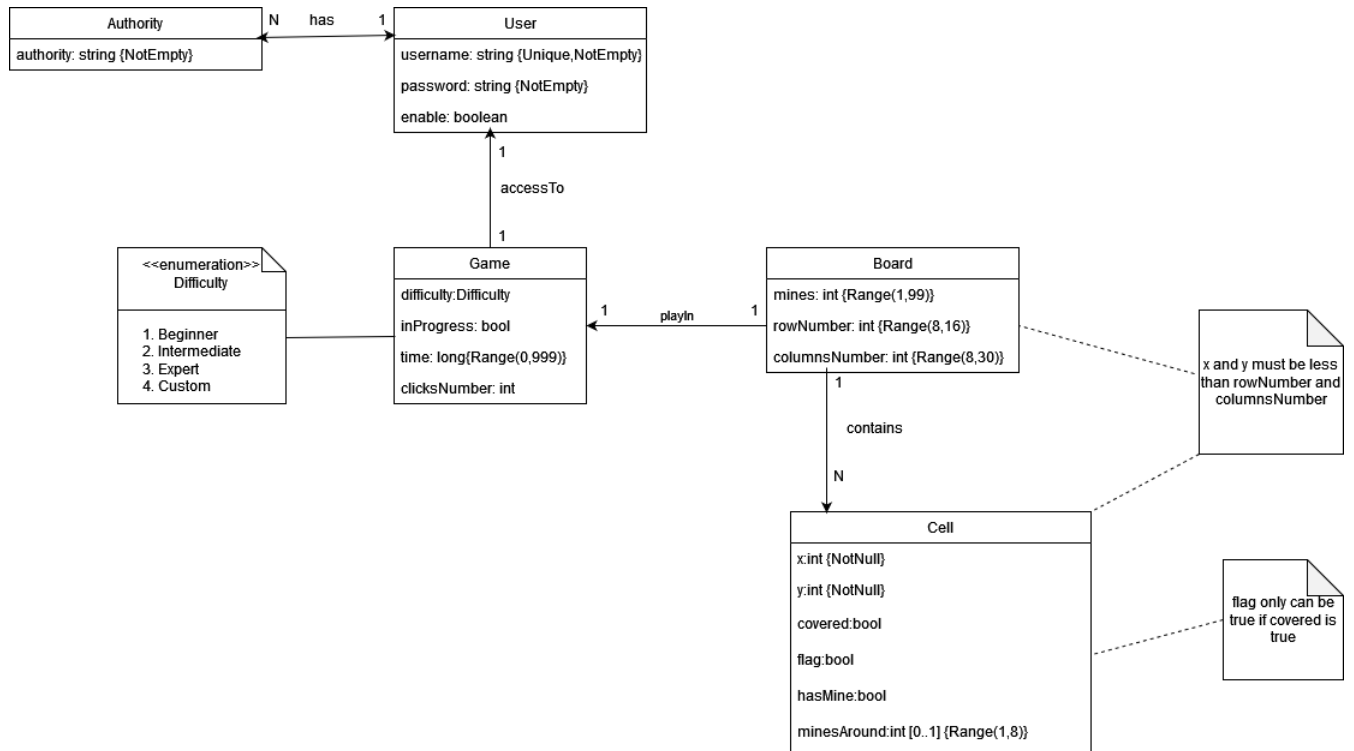 Authority
authority: string {NotEmpty}
N
has
1
User
username: string {Unique,NotEmpty}
password: string {NotEmpty}
enable: boolean
1
accessTo
1
<<enumeration>>
Difficulty
1. Beginner
2. Intermediate
3. Expert
4. Custom
Game
difficulty:Difficulty
inProgress: bool
time: long{Range(0,999)}
clicksNumber: int
1
playIn
1
Board
mines: int {Range(1,99)}
rowNumber: int {Range(8,16)}
columnsNumber: int {Range(8,30)}
1
contains
N
x and y must be less
than rowNumber and
columnsNumber
Cell
x:int {NotNull}
y:int {NotNull}
covered:bool
flag:bool
hasMine:bool
minesAround:int [0..1] {Range(1,8)}
flag only can be
true if covered is
true